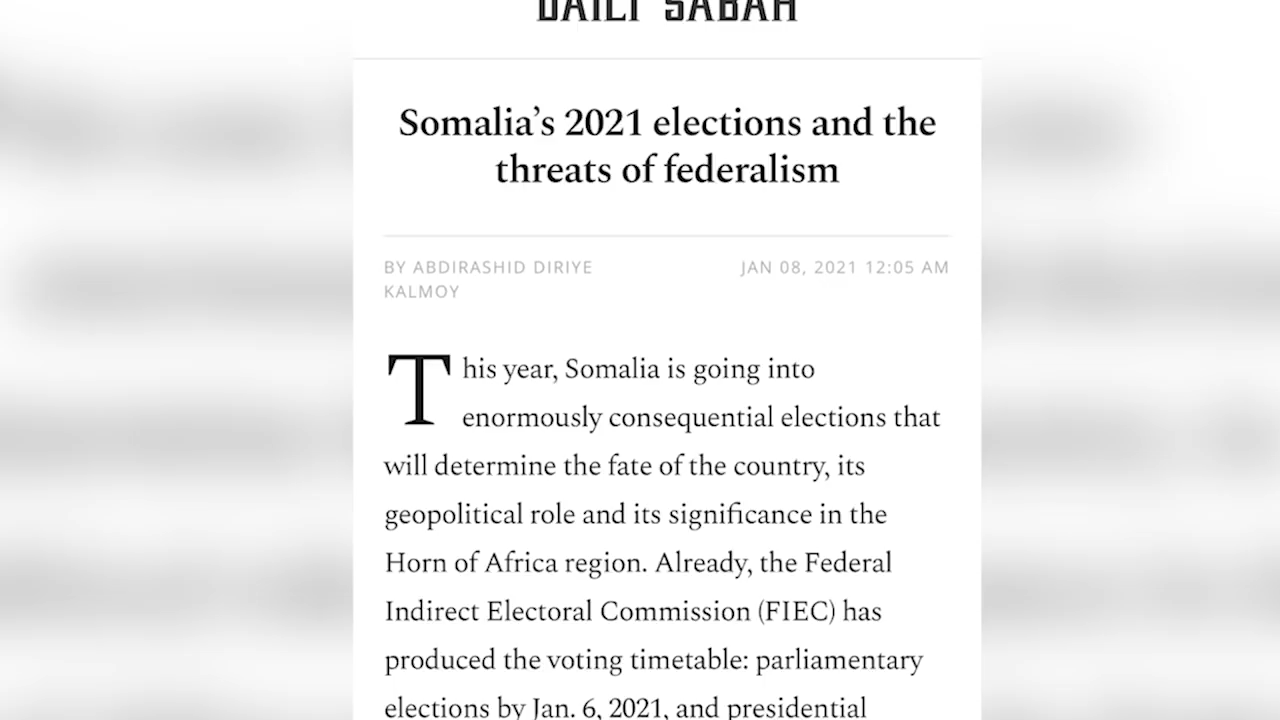 DAILY SABAH
Somalia’s 2021 elections and the
threats of federalism
BY ABDIRASHID DIRIYE
KALMOY
JAN 08, 2021 12:05 AM
This year, Somalia is going into
enormously consequential elections that
will determine the fate of the country, its
geopolitical role and its significance in the
Horn of Africa region. Already, the Federal
Indirect Electoral Commission (FIEC) has
produced the voting timetable: parliamentary
elections by Jan. 6, 2021, and presidential